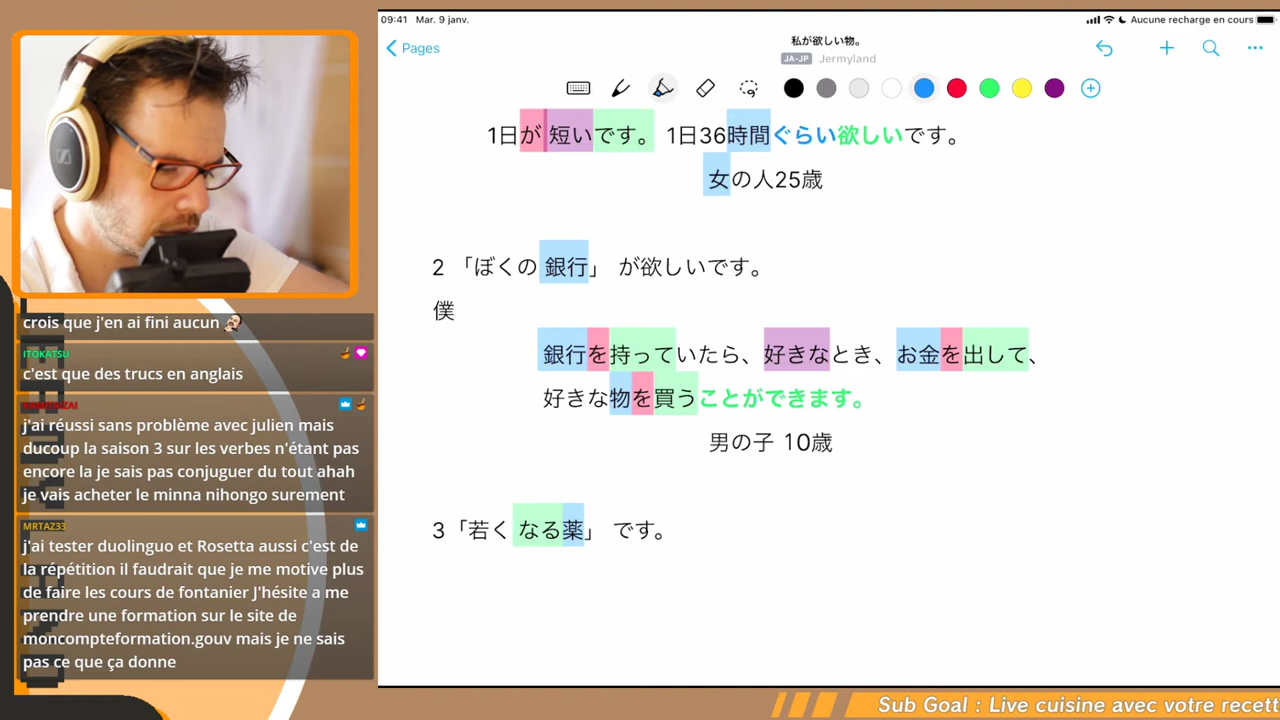 09:41 Mar. 9 janv.
Aucune recharge en cours
Pages
私が欲しい物。
JA-JP Jermyland
1日が短いです。 1日36時間ぐらい欲しいです。
女の人25歳
2 「ぼくの銀行」 が欲しいです。
僕
銀行を持っていたら、好きなとき、お金を出して、
好きな物を買うことができます。
男の子 10歳
3「若くなる薬」 です。
crois que j'en ai fini aucun
ITOKATSU
c'est que des trucs en anglais
j'ai réussi sans problème avec julien mais
ducoup la saison 3 sur les verbes n'étant pas
encore la je sais pas conjuguer du tout ahah
je vais acheter le minna nihongo surement
MRTAZ33
j'ai tester duolinguo et Rosetta aussi c'est de
la répétition il faudrait que je me motive plus
de faire les cours de fontanier J'hésite a me
prendre une formation sur le site de
moncompteformation.gouv mais je ne sais
pas ce que ça donne
Sub Goal : Live cuisine avec votre recett